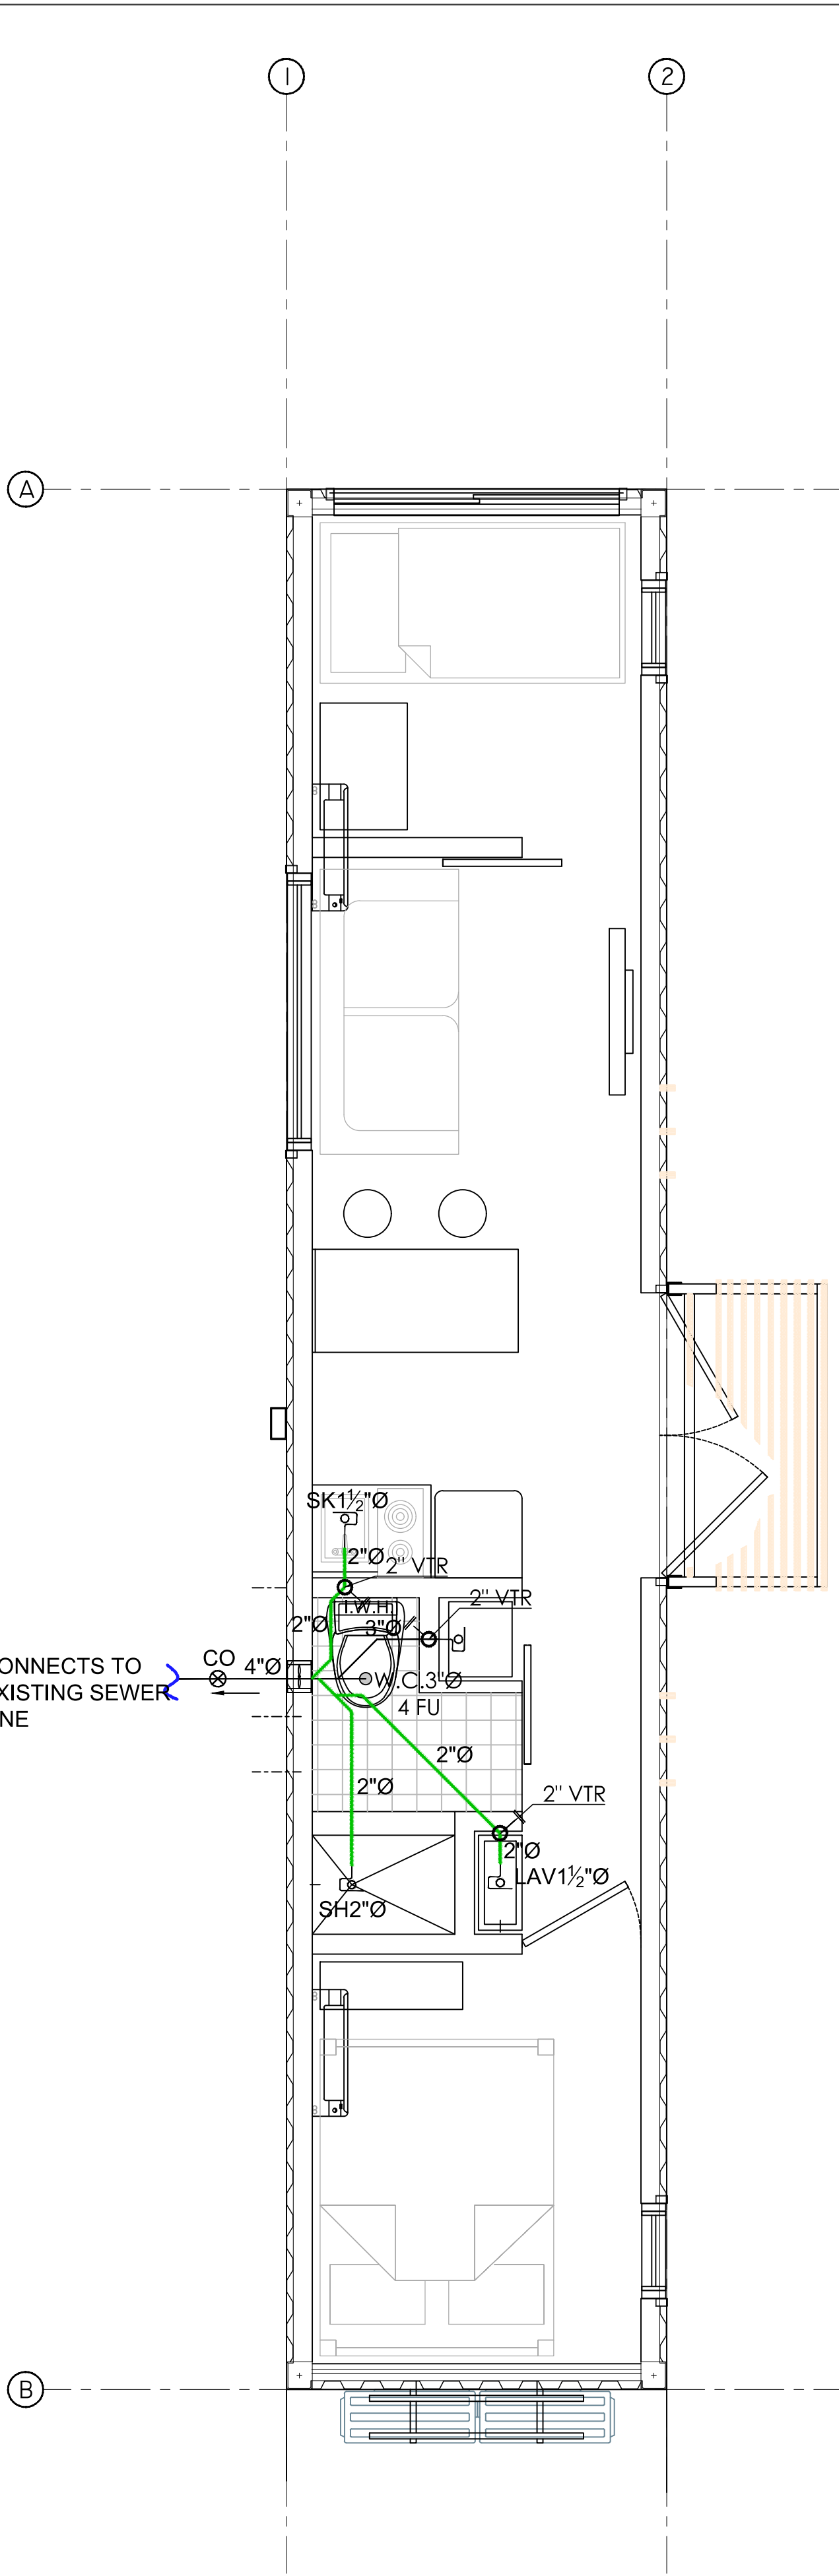 1
2
A
SK1½"Ø
2"Ø
2" VTR
T.W.H.
2" VTR
2"Ø
3"Ø
CO
4"Ø
ONNECTS TO
XISTING SEWER
NE
W.C.3"Ø
4 FU
2"Ø
2"Ø
2" VTR
2"Ø
LAV1½"Ø
SH2"Ø
B